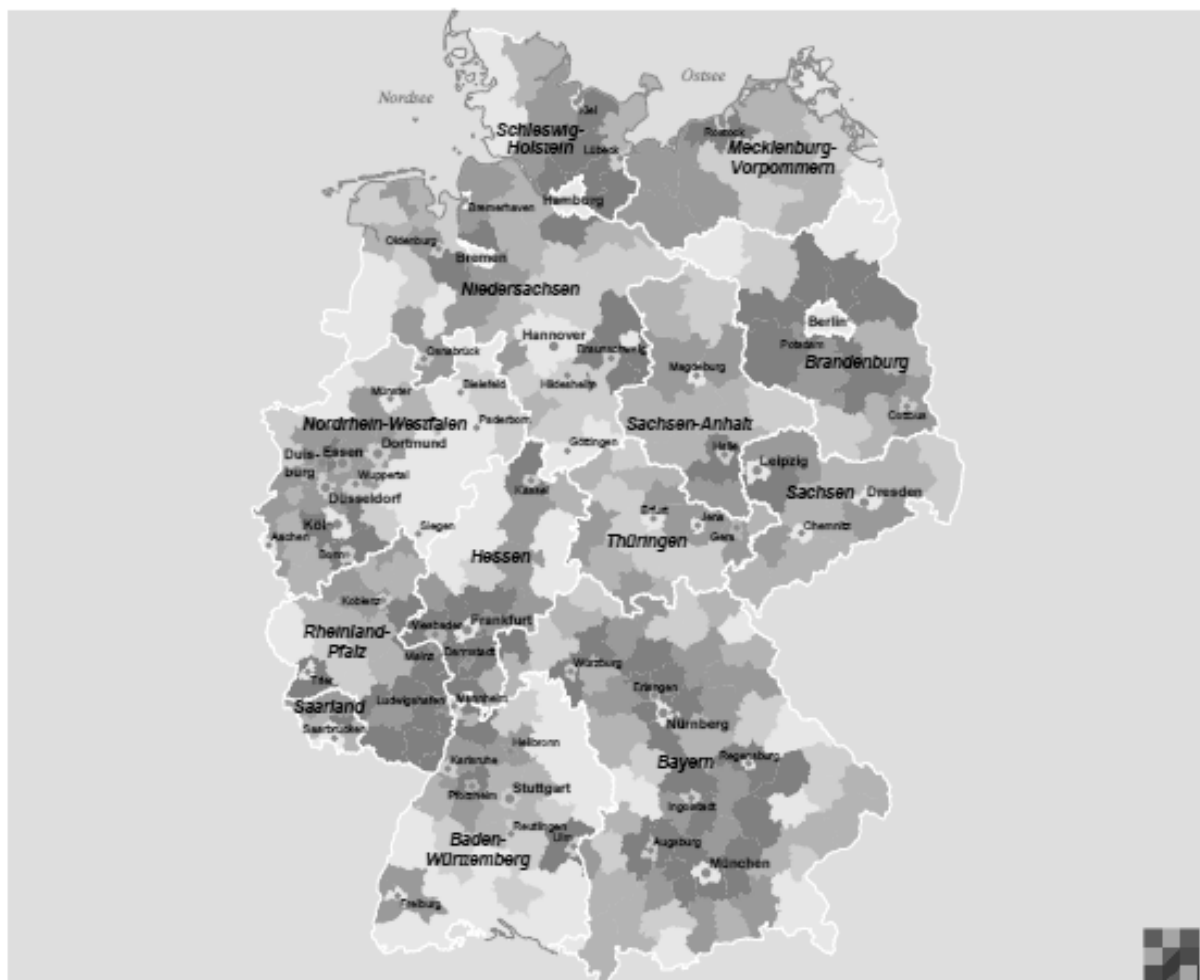 Nordsee
Ostsee
Kiel
Schleswig-
Holstein
Lübeck
Rostock
Mecklenburg-
Vorpommern
Hamburg
Bremerhaven
Oldenburg
Bremen
Niedersachsen
Berlin
Potsdam
Brandenburg
Hannover
Braunschweig
Osnabrück
Magdeburg
Hildesheim
Bielefeld
Münster
Cottbus
Nordrhein-Westfalen
Paderborn
Sachsen-Anhalt
Dortmund
Göttingen
Duis-
burg
Essen
Halle
Leipzig
Wuppertal
Kassel
Düsseldorf
Sachsen
Dresden
Köln
Erfurt
Jena
Siegen
Chemnitz
Aachen
Gera
Thüringen
Bonn
Hessen
Koblenz
Wiesbaden
Frankfurt
Rheinland-
Pfalz
Mainz
Darmstadt
Würzburg
Trier
Erlangen
Ludwigshafen
Mannheim
Saarland
Nürnberg
Saarbrücken
Heilbronn
Karlsruhe
Bayern
Regensburg
Pforzheim
Stuttgart
Ingolstadt
Reutlingen
Ulm
Baden-
Württemberg
Augsburg
München
Freiburg